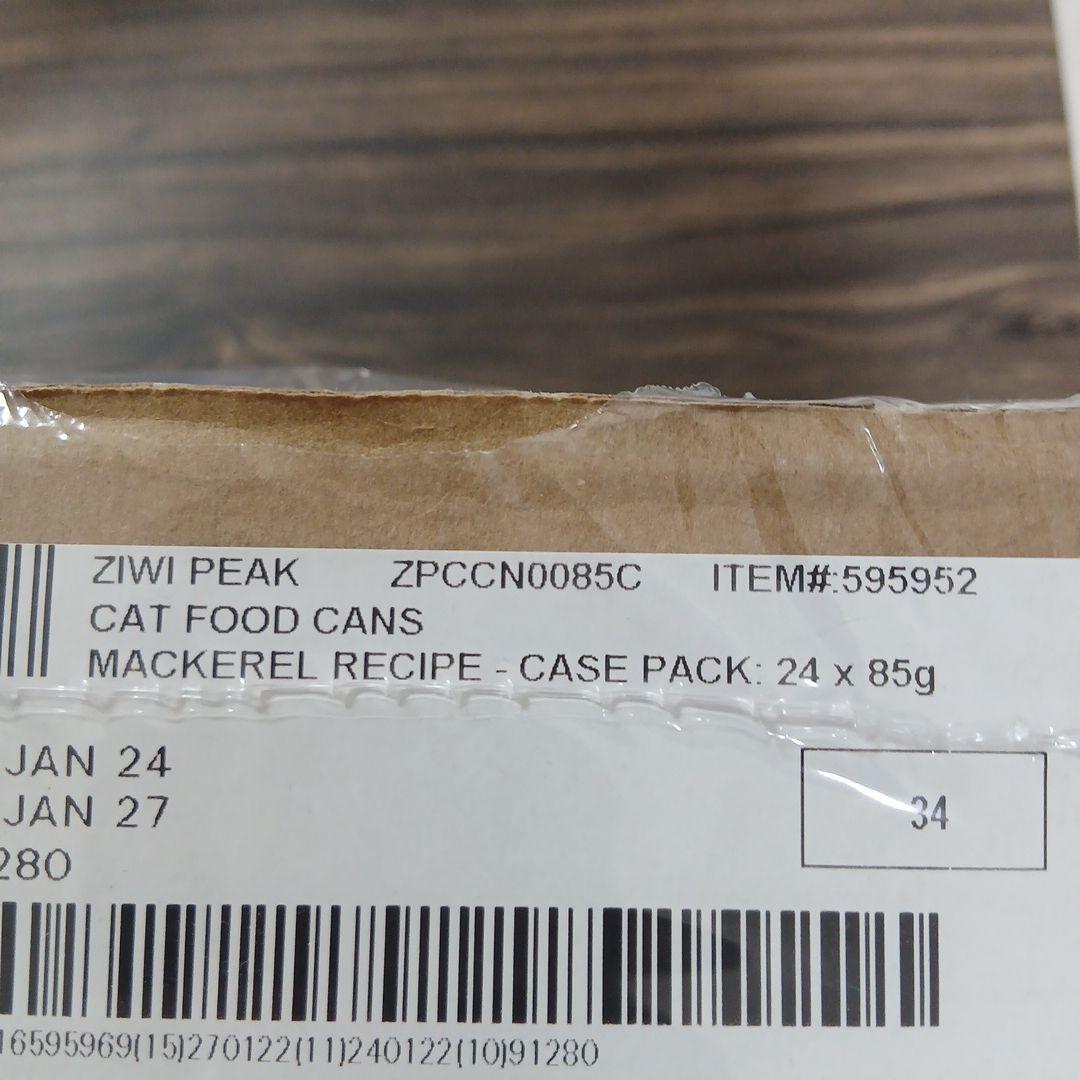 ZIWI PEAK ZPCCN0085C ITEM#:595952
CAT FOOD CANS
MACKEREL RECIPE - CASE PACK: 24 x 85g
JAN 24
JAN 27
34
280
16595969(15)270122(11)240122(10)91280